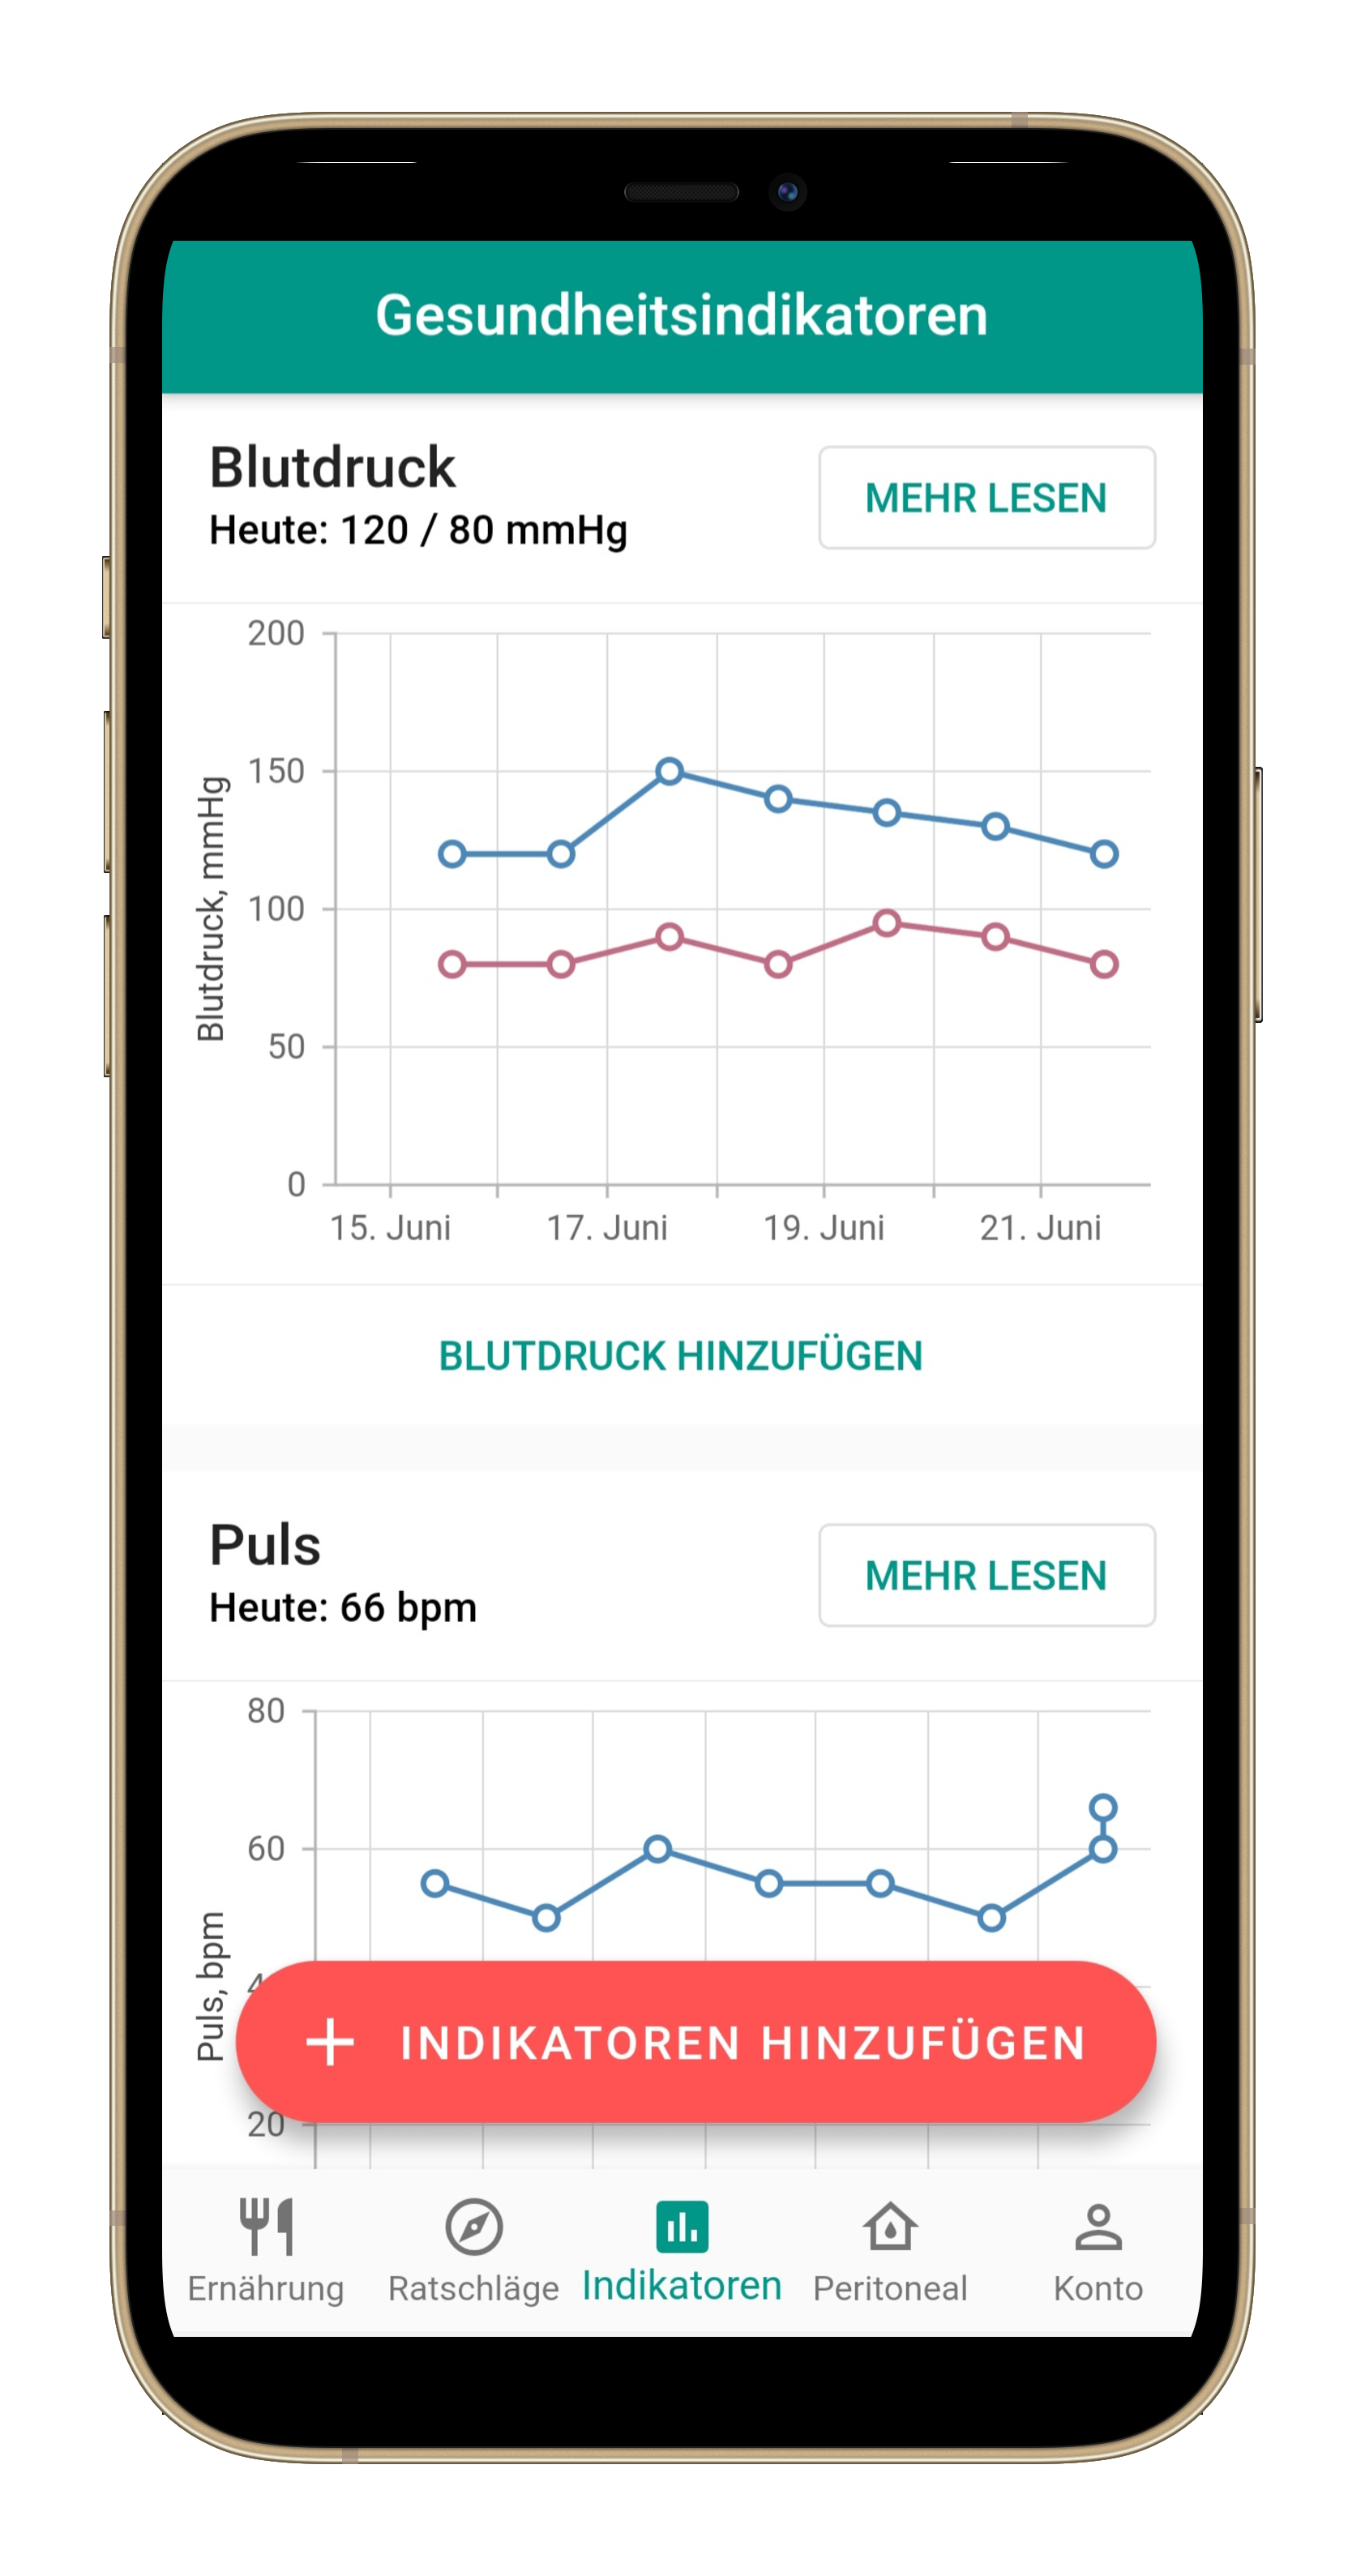 Gesundheitsindikatoren
Blutdruck
Heute: 120 / 80 mmHg
MEHR LESEN
Blutdruck, mmHg
200
150
100
50
0
15. Juni 17. Juni 19. Juni 21. Juni
BLUTDRUCK HINZUFÜGEN
Puls
Heute: 66 bpm
MEHR LESEN
Puls, bpm
80
60
20
+ INDIKATOREN HINZUFÜGEN
Ernährung Ratschläge Indikatoren Peritoneal Konto